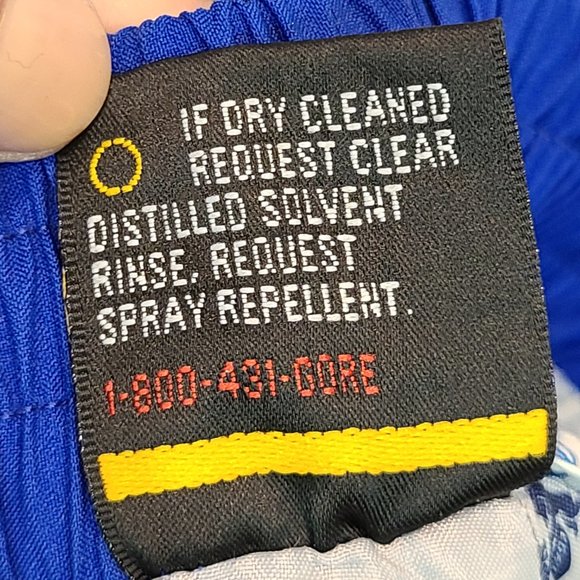 IF DRY CLEANED
REQUEST CLEAR
DISTILLED SOLVENT
RINSE. REQUEST
SPRAY REPELLENT.
1-800-431-GORE